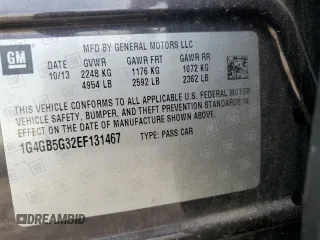 GM
MFD BY GENERAL MOTORS LLC
10/13 GVWR GAWR FRT GAWR RR
2248 KG 1176 KG 1072 KG
4954 LB 2592 LB 2362 LB
THIS VEHICLE CONFORMS TO ALL APPLICABLE U.S. FEDERAL MOTOR
VEHICLE SAFETY, BUMPER, AND THEFT PREVENTION STANDARDS IN
EFFECT ON THE DATE OF MANUFACTURE SHOWN ABOVE.
1G4GB5G32EF131467 TYPE: PASS CAR
DREAMBID